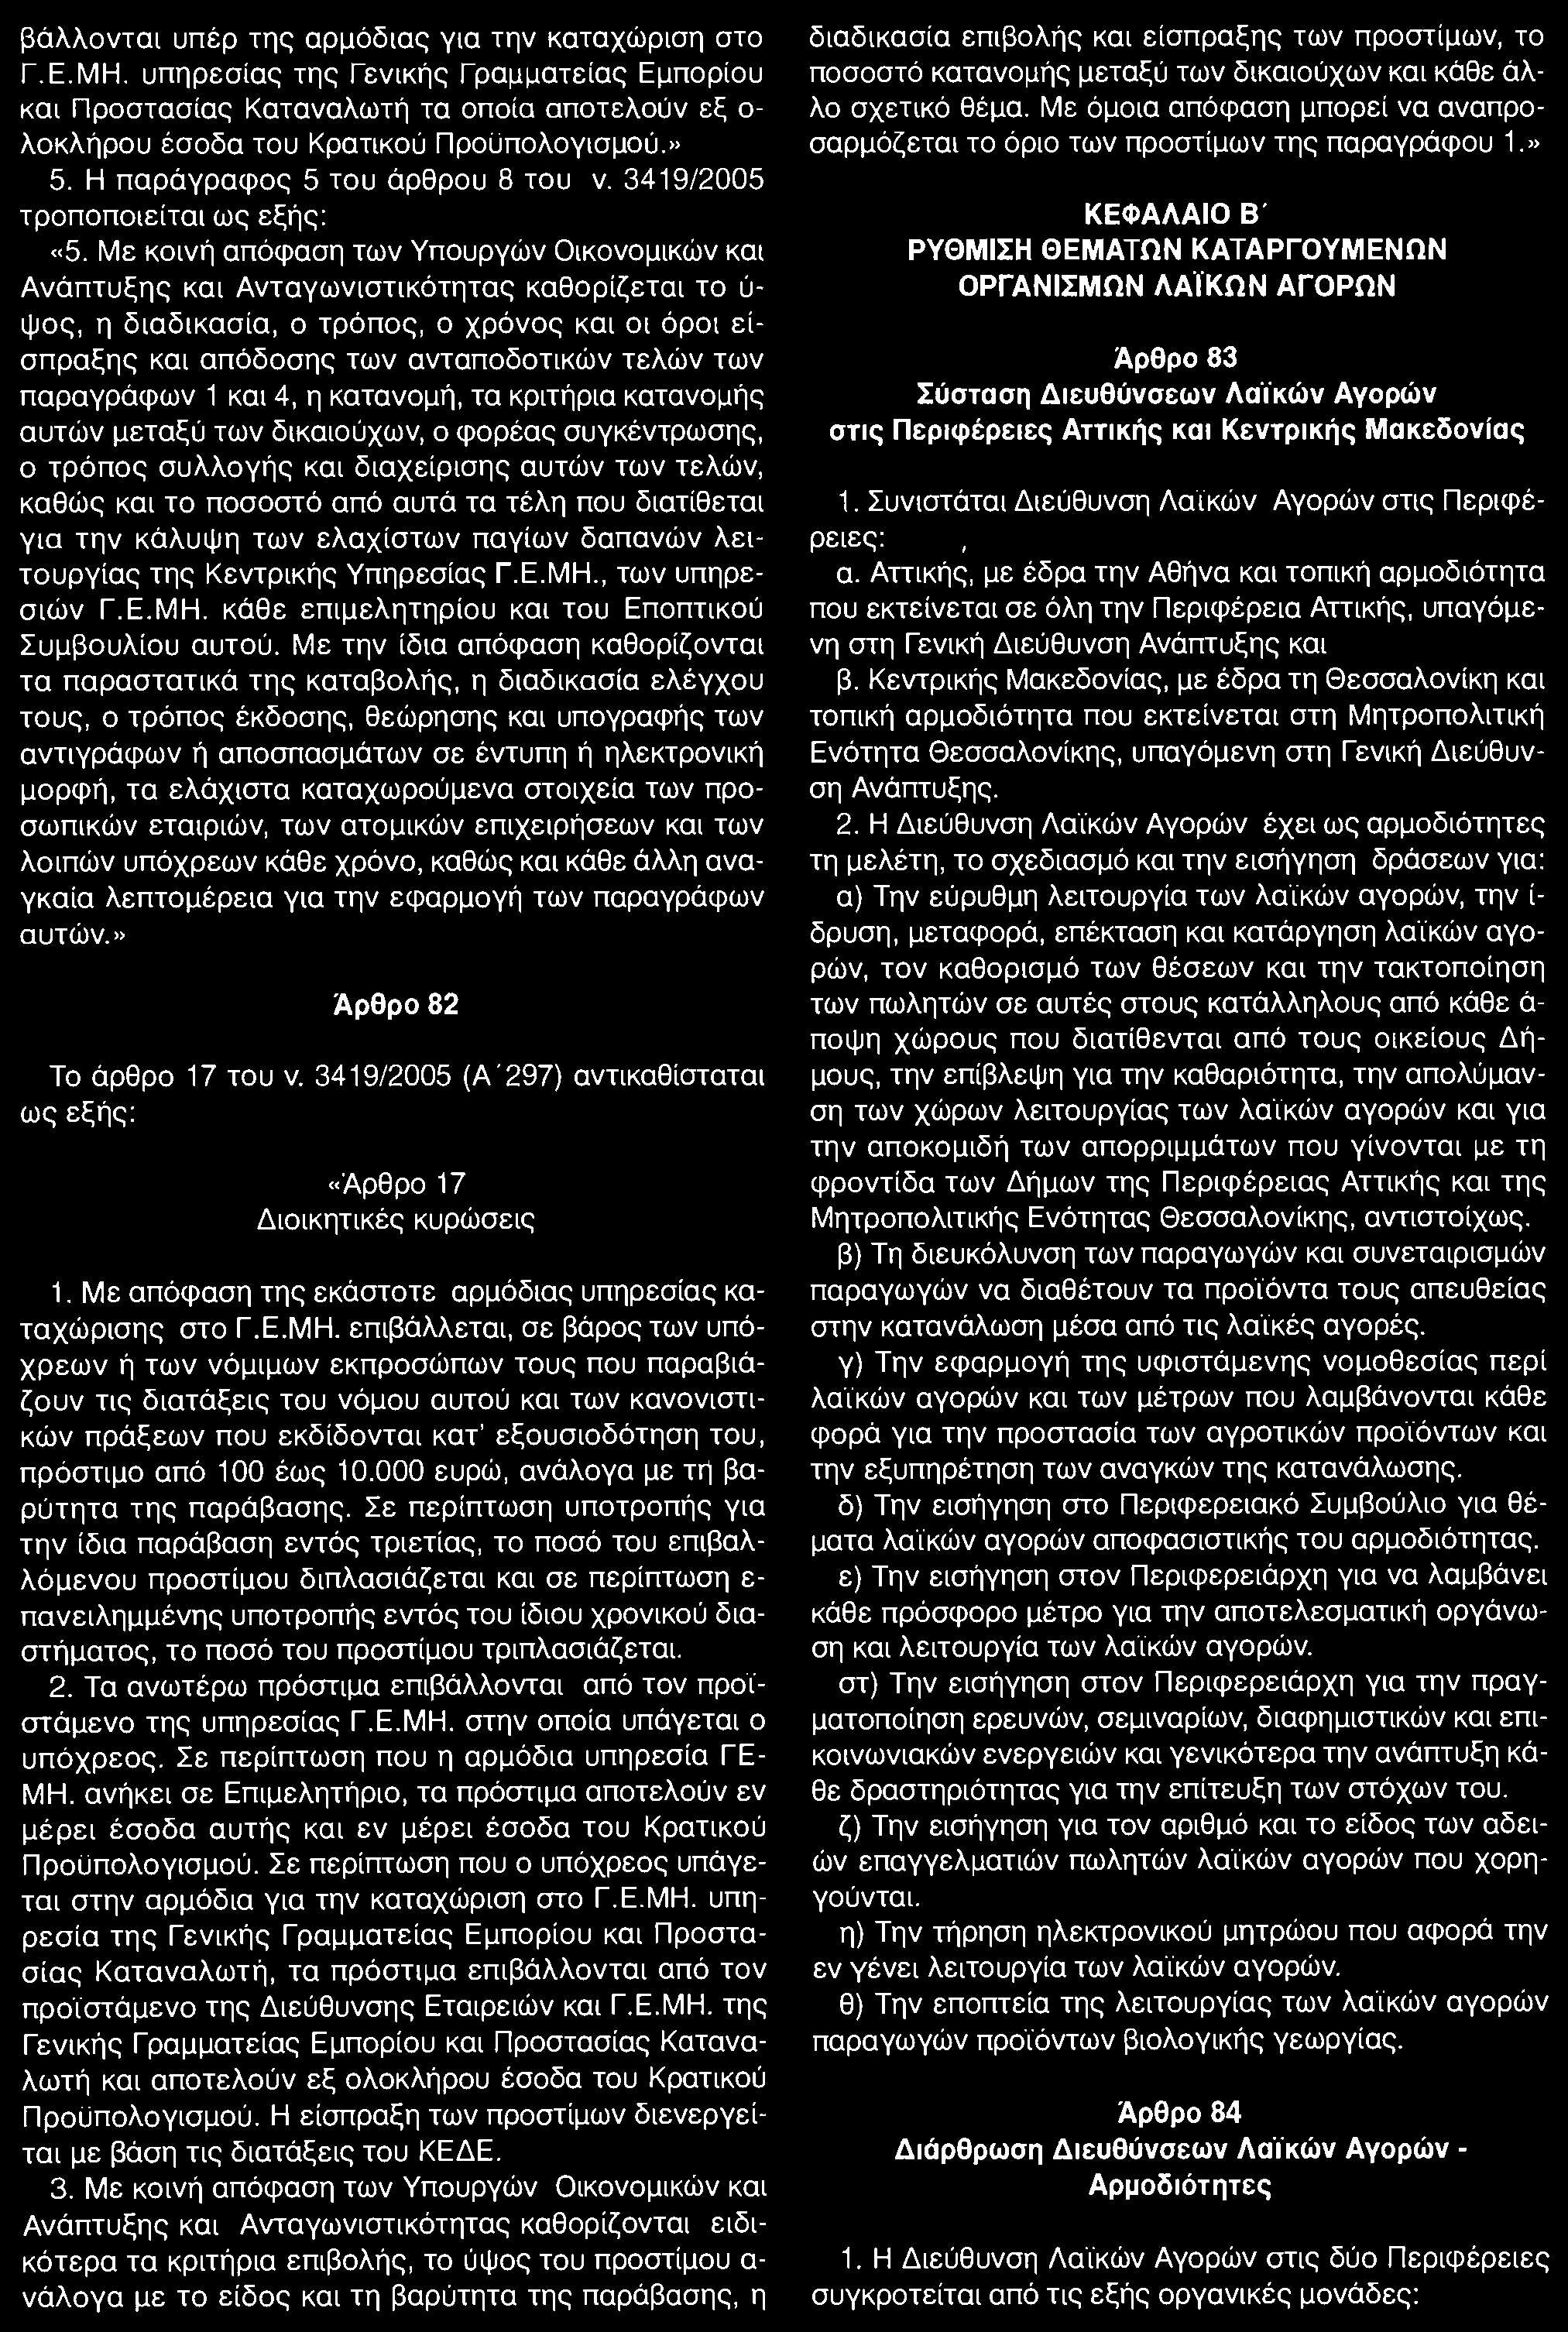 βάλλονται υπέρ της αρμόδιας για την καταχώριση στο
Γ.Ε.ΜΗ. υπηρεσίας της Γενικής Γραμματείας Εμπορίου
και Προστασίας Καταναλωτή τα οποία αποτελούν εξ ο-
λοκλήρου έσοδα του Κρατικού Προϋπολογισμού.»
5. Η παράγραφος 5 του άρθρου 8 του ν. 3419/2005
τροποποιείται ως εξής:
«5. Με κοινή απόφαση των Υπουργών Οικονομικών και
Ανάπτυξης και Ανταγωνιστικότητας καθορίζεται το ύ-
ψος, η διαδικασία, ο τρόπος, ο χρόνος και οι όροι εί-
σπραξης και απόδοσης των ανταποδοτικών τελών των
παραγράφων 1 και 4, η κατανομή, τα κριτήρια κατανομής
αυτών μεταξύ των δικαιούχων, ο φορέας συγκέντρωσης,
ο τρόπος συλλογής και διαχείρισης αυτών των τελών,
καθώς και το ποσοστό από αυτά τα τέλη που διατίθεται
για την κάλυψη των ελαχίστων παγίων δαπανών λει-
τουργίας της Κεντρικής Υπηρεσίας Γ.Ε.ΜΗ., των υπηρε-
σιών Γ.Ε.ΜΗ. κάθε επιμελητηρίου και του Εποπτικού
Συμβουλίου αυτού. Με την ίδια απόφαση καθορίζονται
τα παραστατικά της καταβολής, η διαδικασία ελέγχου
τους, ο τρόπος έκδοσης, θεώρησης και υπογραφής των
αντιγράφων ή αποσπασμάτων σε έντυπη ή ηλεκτρονική
μορφή, τα ελάχιστα καταχωρούμενα στοιχεία των προ-
σωπικών εταιριών, των ατομικών επιχειρήσεων και των
λοιπών υπόχρεων κάθε χρόνο, καθώς και κάθε άλλη ανα-
γκαία λεπτομέρεια για την εφαρμογή των παραγράφων
αυτών.»
Άρθρο 82
Το άρθρο 17 του ν. 3419/2005 (Α΄297) αντικαθίσταται
ως εξής:
«Άρθρο 17
Διοικητικές κυρώσεις
1. Με απόφαση της εκάστοτε αρμόδιας υπηρεσίας κα-
ταχώρισης στο Γ.Ε.ΜΗ. επιβάλλεται, σε βάρος των υπό-
χρεων ή των νόμιμων εκπροσώπων τους που παραβιά-
ζουν τις διατάξεις του νόμου αυτού και των κανονιστι-
κών πράξεων που εκδίδονται κατ' εξουσιοδότηση του,
πρόστιμο από 100 έως 10.000 ευρώ, ανάλογα με τη βα-
ρύτητα της παράβασης. Σε περίπτωση υποτροπής για
την ίδια παράβαση εντός τριετίας, το ποσό του επιβαλ-
λόμενου προστίμου διπλασιάζεται και σε περίπτωση ε-
πανειλημμένης υποτροπής εντός του ίδιου χρονικού δια-
στήματος, το ποσό του προστίμου τριπλασιάζεται.
2. Τα ανωτέρω πρόστιμα επιβάλλονται από τον προϊ-
στάμενο της υπηρεσίας Γ.Ε.ΜΗ. στην οποία υπάγεται ο
υπόχρεος. Σε περίπτωση που η αρμόδια υπηρεσία ΓΕ-
ΜΗ. ανήκει σε Επιμελητήριο, τα πρόστιμα αποτελούν εν
μέρει έσοδα αυτής και εν μέρει έσοδα του Κρατικού
Προϋπολογισμού. Σε περίπτωση που ο υπόχρεος υπάγε-
ται στην αρμόδια για την καταχώριση στο Γ.Ε.ΜΗ. υπη-
ρεσία της Γενικής Γραμματείας Εμπορίου και Προστα-
σίας Καταναλωτή, τα πρόστιμα επιβάλλονται από τον
προϊστάμενο της Διεύθυνσης Εταιρειών και Γ.Ε.ΜΗ. της
Γενικής Γραμματείας Εμπορίου και Προστασίας Κατανα-
λωτή και αποτελούν εξ ολοκλήρου έσοδα του Κρατικού
Προϋπολογισμού. Η είσπραξη των προστίμων διενεργεί-
ται με βάση τις διατάξεις του ΚΕΔΕ.
3. Με κοινή απόφαση των Υπουργών Οικονομικών και
Ανάπτυξης και Ανταγωνιστικότητας καθορίζονται ειδι-
κότερα τα κριτήρια επιβολής, το ύψος του προστίμου α-
νάλογα με το είδος και τη βαρύτητα της παράβασης, η
διαδικασία επιβολής και είσπραξης των προστίμων, το
ποσοστό κατανομής μεταξύ των δικαιούχων και κάθε άλ-
λο σχετικό θέμα. Με όμοια απόφαση μπορεί να αναπρο-
σαρμόζεται το όριο των προστίμων της παραγράφου 1.»
ΚΕΦΑΛΑΙΟ Β΄
ΡΥΘΜΙΣΗ ΘΕΜΑΤΩΝ ΚΑΤΑΡΓΟΥΜΕΝΩΝ
ΟΡΓΑΝΙΣΜΩΝ ΛΑΪΚΩΝ ΑΓΟΡΩΝ
Άρθρο 83
Σύσταση Διευθύνσεων Λαϊκών Αγορών
στις Περιφέρειες Αττικής και Κεντρικής Μακεδονίας
1. Συνιστάται Διεύθυνση Λαϊκών Αγορών στις Περιφέ-
ρειες:
α. Αττικής, με έδρα την Αθήνα και τοπική αρμοδιότητα
που εκτείνεται σε όλη την Περιφέρεια Αττικής, υπαγόμε-
νη στη Γενική Διεύθυνση Ανάπτυξης και
β. Κεντρικής Μακεδονίας, με έδρα τη Θεσσαλονίκη και
τοπική αρμοδιότητα που εκτείνεται στη Μητροπολιτική
Ενότητα Θεσσαλονίκης, υπαγόμενη στη Γενική Διεύθυν-
ση Ανάπτυξης.
2. Η Διεύθυνση Λαϊκών Αγορών έχει ως αρμοδιότητες
τη μελέτη, το σχεδιασμό και την εισήγηση δράσεων για:
α) Την εύρυθμη λειτουργία των λαϊκών αγορών, την ί-
δρυση, μεταφορά, επέκταση και κατάργηση λαϊκών αγο-
ρών, τον καθορισμό των θέσεων και την τακτοποίηση
των πωλητών σε αυτές στους κατάλληλους από κάθε ά-
ποψη χώρους που διατίθενται από τους οικείους Δή-
μους, την επίβλεψη για την καθαριότητα, την απολύμαν-
ση των χώρων λειτουργίας των λαϊκών αγορών και για
την αποκομιδή των απορριμμάτων που γίνονται με τη
φροντίδα των Δήμων της Περιφέρειας Αττικής και της
Μητροπολιτικής Ενότητας Θεσσαλονίκης, αντιστοίχως.
β) Τη διευκόλυνση των παραγωγών και συνεταιρισμών
παραγωγών να διαθέτουν τα προϊόντα τους απευθείας
στην κατανάλωση μέσα από τις λαϊκές αγορές.
γ) Την εφαρμογή της υφιστάμενης νομοθεσίας περί
λαϊκών αγορών και των μέτρων που λαμβάνονται κάθε
φορά για την προστασία των αγροτικών προϊόντων και
την εξυπηρέτηση των αναγκών της κατανάλωσης.
δ) Την εισήγηση στο Περιφερειακό Συμβούλιο για θέ-
ματα λαϊκών αγορών αποφασιστικής του αρμοδιότητας.
ε) Την εισήγηση στον Περιφερειάρχη για να λαμβάνει
κάθε πρόσφορο μέτρο για την αποτελεσματική οργάνω-
ση και λειτουργία των λαϊκών αγορών.
στ) Την εισήγηση στον Περιφερειάρχη για την πραγ-
ματοποίηση ερευνών, σεμιναρίων, διαφημιστικών και επι-
κοινωνιακών ενεργειών και γενικότερα την ανάπτυξη κά-
θε δραστηριότητας για την επίτευξη των στόχων του.
ζ) Την εισήγηση για τον αριθμό και το είδος των αδει-
ών επαγγελματιών πωλητών λαϊκών αγορών που χορη-
γούνται.
η) Την τήρηση ηλεκτρονικού μητρώου που αφορά την
εν γένει λειτουργία των λαϊκών αγορών.
θ) Την εποπτεία της λειτουργίας των λαϊκών αγορών
παραγωγών προϊόντων βιολογικής γεωργίας.
Άρθρο 84
Διάρθρωση Διευθύνσεων Λαϊκών Αγορών -
Αρμοδιότητες
1. Η Διεύθυνση Λαϊκών Αγορών στις δύο Περιφέρειες
συγκροτείται από τις εξής οργανικές μονάδες: